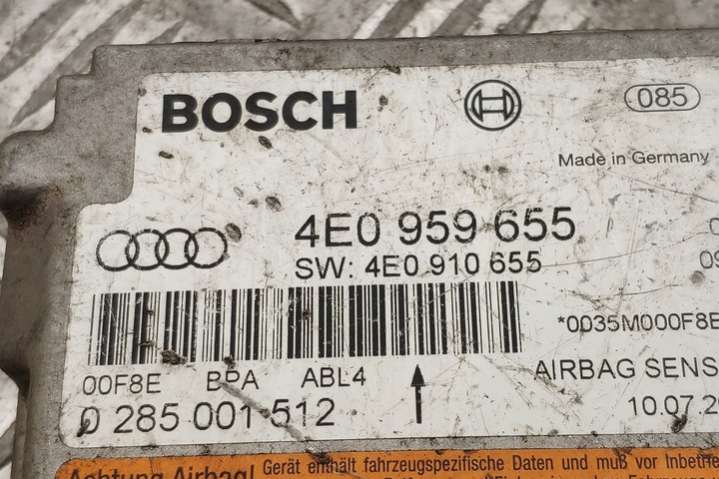 BOSCH 085
Made in Germany
4E0 959 655
SW: 4E0 910 655
*0035M000F8E
00F8E BPA ABL4 AIRBAG SENS
0 285 001 512 10.07.2
Achtung Airbag! Gerät enthält fahrzeugspezifische Daten und muß vor Inbetrie